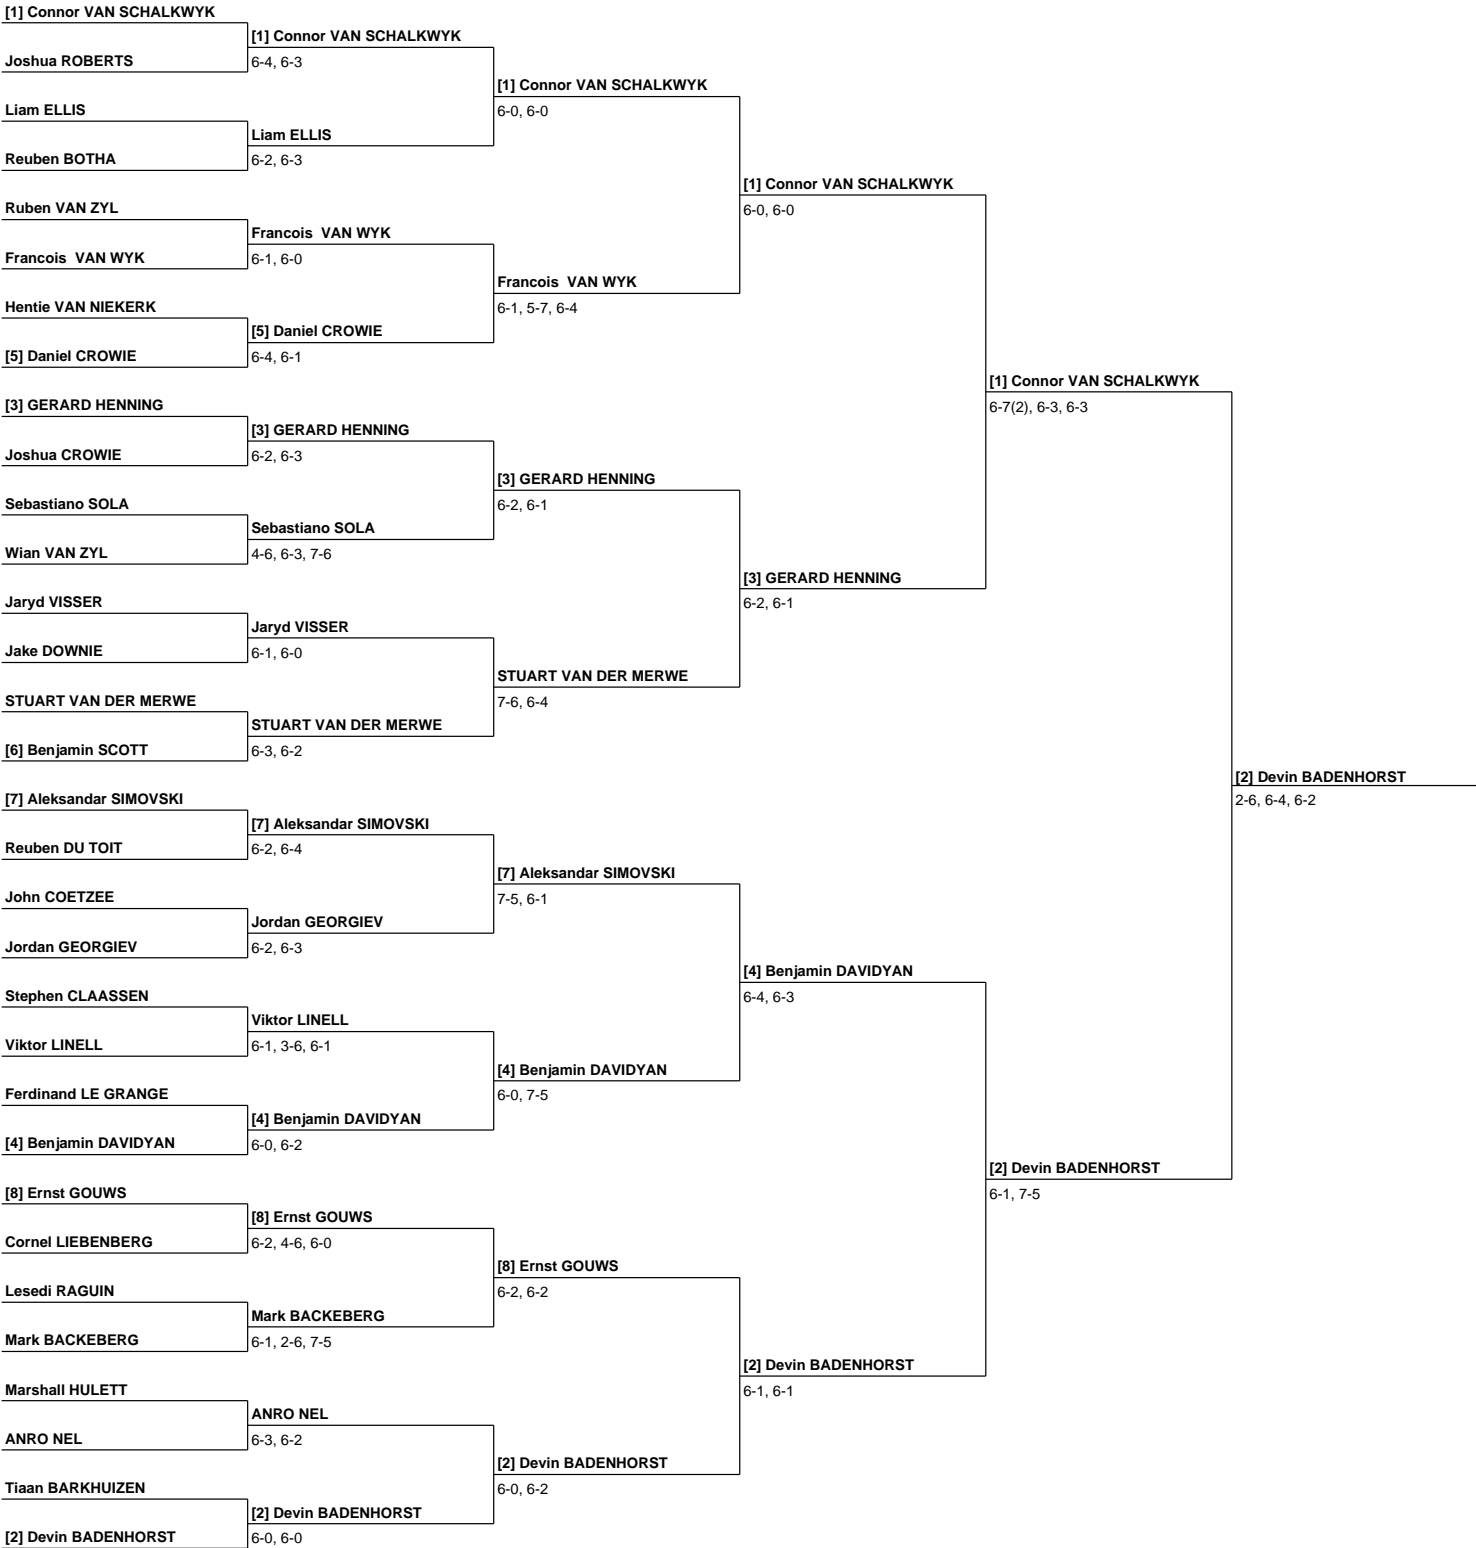 [1] Connor VAN SCHALKWYK
[1] Connor VAN SCHALKWYK
Joshua ROBERTS
6-4, 6-3
[1] Connor VAN SCHALKWYK
Liam ELLIS
6-0, 6-0
Liam ELLIS
Reuben BOTHA
6-2, 6-3
[1] Connor VAN SCHALKWYK
Ruben VAN ZYL
6-0, 6-0
Francois  VAN WYK
Francois  VAN WYK
6-1, 6-0
Francois  VAN WYK
Hentie VAN NIEKERK
6-1, 5-7, 6-4
[5] Daniel CROWIE
[5] Daniel CROWIE
6-4, 6-1
[1] Connor VAN SCHALKWYK
[3] GERARD HENNING
6-7(2), 6-3, 6-3
[3] GERARD HENNING
Joshua CROWIE
6-2, 6-3
[3] GERARD HENNING
Sebastiano SOLA
6-2, 6-1
Sebastiano SOLA
Wian VAN ZYL
4-6, 6-3, 7-6
[3] GERARD HENNING
Jaryd VISSER
6-2, 6-1
Jaryd VISSER
Jake DOWNIE
6-1, 6-0
STUART VAN DER MERWE
STUART VAN DER MERWE
7-6, 6-4
STUART VAN DER MERWE
[6] Benjamin SCOTT
6-3, 6-2
[2] Devin BADENHORST
[7] Aleksandar SIMOVSKI
2-6, 6-4, 6-2
[7] Aleksandar SIMOVSKI
Reuben DU TOIT
6-2, 6-4
[7] Aleksandar SIMOVSKI
John COETZEE
7-5, 6-1
Jordan GEORGIEV
Jordan GEORGIEV
6-2, 6-3
[4] Benjamin DAVIDYAN
Stephen CLAASSEN
6-4, 6-3
Viktor LINELL
Viktor LINELL
6-1, 3-6, 6-1
[4] Benjamin DAVIDYAN
Ferdinand LE GRANGE
6-0, 7-5
[4] Benjamin DAVIDYAN
[4] Benjamin DAVIDYAN
6-0, 6-2
[2] Devin BADENHORST
[8] Ernst GOUWS
6-1, 7-5
[8] Ernst GOUWS
Cornel LIEBENBERG
6-2, 4-6, 6-0
[8] Ernst GOUWS
Lesedi RAGUIN
6-2, 6-2
Mark BACKEBERG
Mark BACKEBERG
6-1, 2-6, 7-5
[2] Devin BADENHORST
Marshall HULETT
6-1, 6-1
ANRO NEL
ANRO NEL
6-3, 6-2
[2] Devin BADENHORST
Tiaan BARKHUIZEN
6-0, 6-2
[2] Devin BADENHORST
[2] Devin BADENHORST
6-0, 6-0